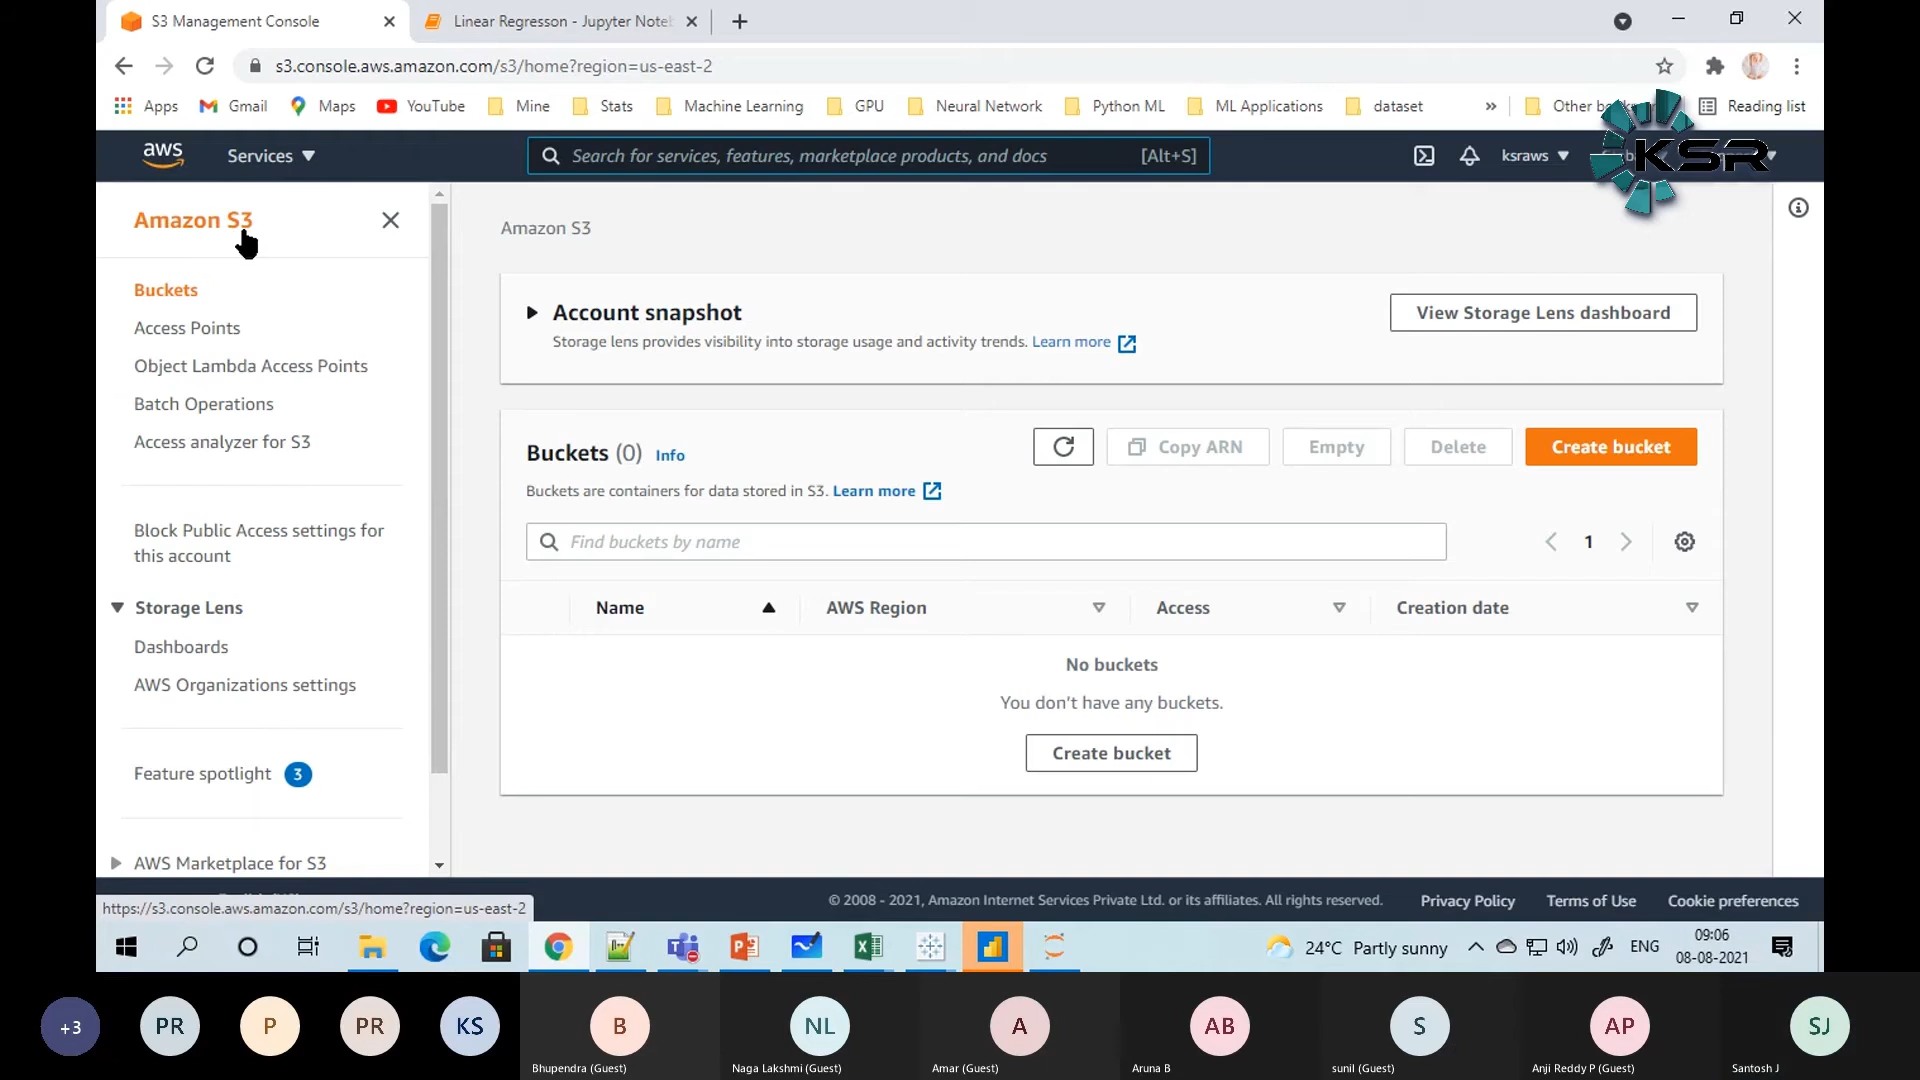 S3 Management Console
Linear Regresson - Jupyter Note
s3.console.aws.amazon.com/s3/home?region=us-east-2
Apps
Gmail
Maps
YouTube
Mine
Stats
Machine Learning
GPU
Neural Network
Python ML
ML Applications
dataset
»
Other bo
Reading list
aws
Services
Search for services, features, marketplace products, and docs
[Alt+S]
ksraws
KSR
Amazon S3
Buckets
Access Points
Object Lambda Access Points
Batch Operations
Access analyzer for S3
Block Public Access settings for
this account
Storage Lens
Dashboards
AWS Organizations settings
Feature spotlight 3
AWS Marketplace for S3
Amazon S3
Account snapshot
Storage lens provides visibility into storage usage and activity trends. Learn more
View Storage Lens dashboard
Buckets (0) Info
Copy ARN
Empty
Delete
Create bucket
Buckets are containers for data stored in S3. Learn more
Find buckets by name
1
Name
AWS Region
Access
Creation date
No buckets
You don't have any buckets.
Create bucket
https://s3.console.aws.amazon.com/s3/home?region=us-east-2
© 2008 - 2021, Amazon Internet Services Private Ltd. or its affiliates. All rights reserved.
Privacy Policy
Terms of Use
Cookie preferences
24°C Partly sunny
ENG
09:06
08-08-2021
+3
PR
P
PR
KS
B
NL
A
AB
S
AP
SJ
Bhupendra (Guest)
Naga Lakshmi (Guest)
Amar (Guest)
Aruna B
sunil (Guest)
Anji Reddy P (Guest)
Santosh J